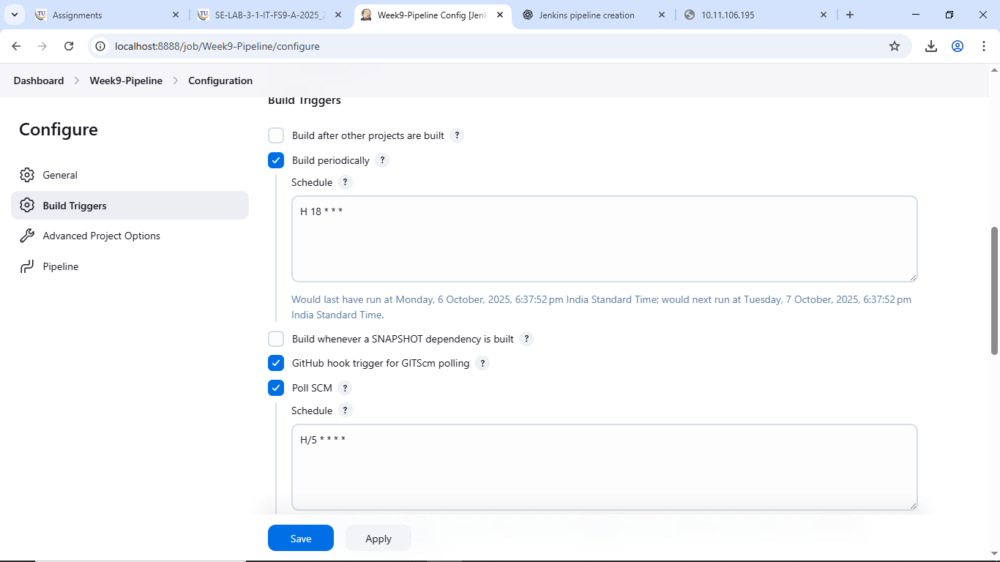 Assignments
SE-LAB-3-1-IT-FS9-A-2025_2
Week9-Pipeline Config [Jenk
Jenkins pipeline creation
10.11.106.195
localhost:8888/job/Week9-Pipeline/configure
Dashboard > Week9-Pipeline > Configuration
Configure
General
Build Triggers
Advanced Project Options
Pipeline
Build Triggers
Build after other projects are built ?
Build periodically ?
Schedule ?
H 18 * * *
Would last have run at Monday, 6 October, 2025, 6:37:52 pm India Standard Time; would next run at Tuesday, 7 October, 2025, 6:37:52 pm
India Standard Time.
Build whenever a SNAPSHOT dependency is built ?
GitHub hook trigger for GITScm polling ?
Poll SCM ?
Schedule ?
H/5 * * * *
Save
Apply